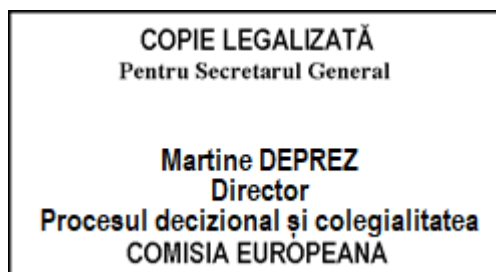 COPIE LEGALIZATĂ
Pentru Secretarul General
Martine DEPREZ
Director
Procesul decizional și colegialitatea
COMISIA EUROPEANA